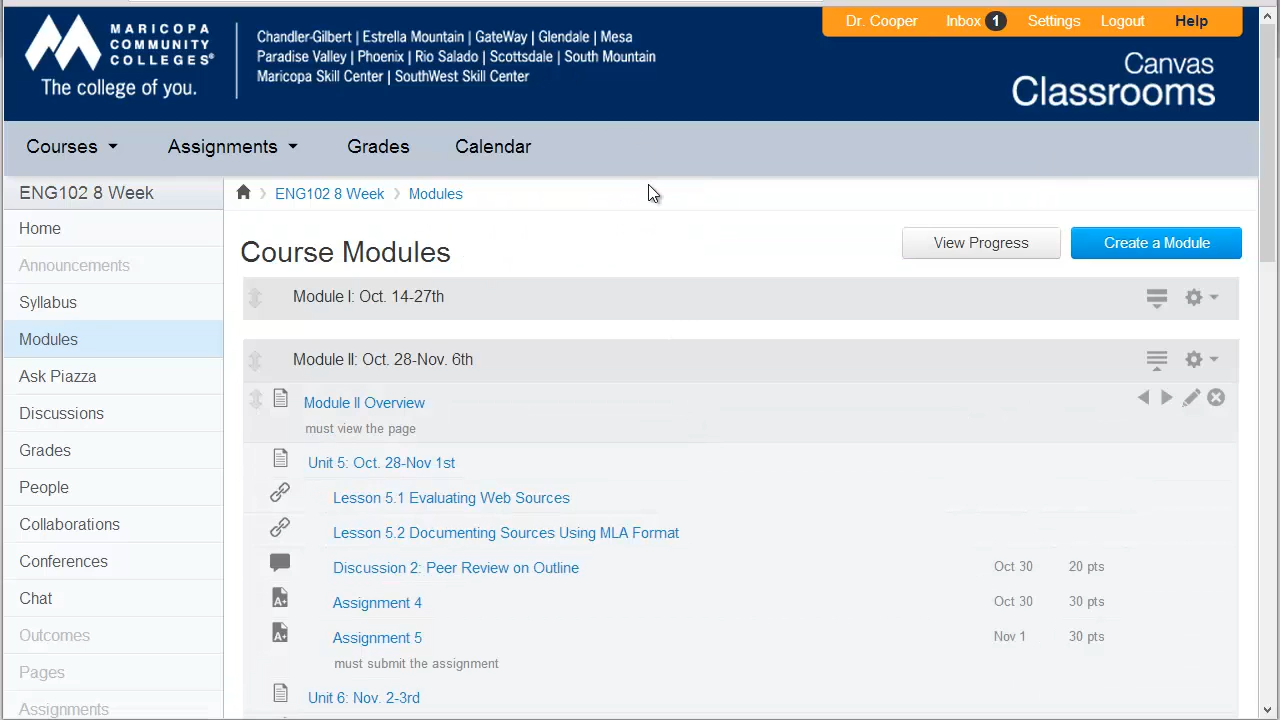 MARICOPA
COMMUNITY
COLLEGES®
The college of you.
Chandler-Gilbert | Estrella Mountain | GateWay | Glendale | Mesa
Paradise Valley | Phoenix | Rio Salado | Scottsdale | South Mountain
Maricopa Skill Center | SouthWest Skill Center
Dr. Cooper Inbox 1 Settings Logout Help
Canvas
Classrooms
Courses Assignments Grades Calendar
ENG102 8 Week
Home
Announcements
Syllabus
Modules
Ask Piazza
Discussions
Grades
People
Collaborations
Conferences
Chat
Outcomes
Pages
Assignments
ENG102 8 Week Modules
Course Modules
View Progress Create a Module
Module I: Oct. 14-27th
Module II: Oct. 28-Nov. 6th
Module II Overview
must view the page
Unit 5: Oct. 28-Nov 1st
Lesson 5.1 Evaluating Web Sources
Lesson 5.2 Documenting Sources Using MLA Format
Discussion 2: Peer Review on Outline Oct 30 20 pts
A+ Assignment 4 Oct 30 30 pts
A+ Assignment 5 Nov 1 30 pts
must submit the assignment
Unit 6: Nov. 2-3rd